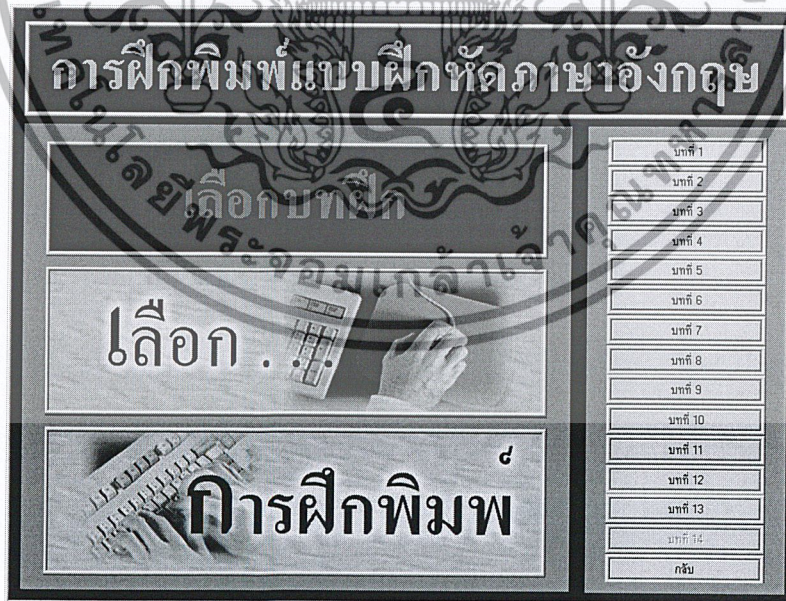 การฝึกพิมพ์แบบฝึกหัดภาษาอังกฤษ
เลือกบทฝึก
เลือก . . .
การฝึกพิมพ์
บทที่ 1
บทที่ 2
บทที่ 3
บทที่ 4
บทที่ 5
บทที่ 6
บทที่ 7
บทที่ 8
บทที่ 9
บทที่ 10
บทที่ 11
บทที่ 12
บทที่ 13
บทที่ 14
กลับ